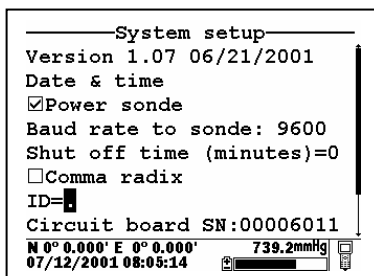 System setup
Version 1.07 06/21/2001
Date & time
☑Power sonde
Baud rate to sonde: 9600
Shut off time (minutes)=0
☐Comma radix
ID=.
Circuit board SN:00006011
N 0° 0.000' E 0° 0.000' 739.2mmHg
07/12/2001 08:05:14